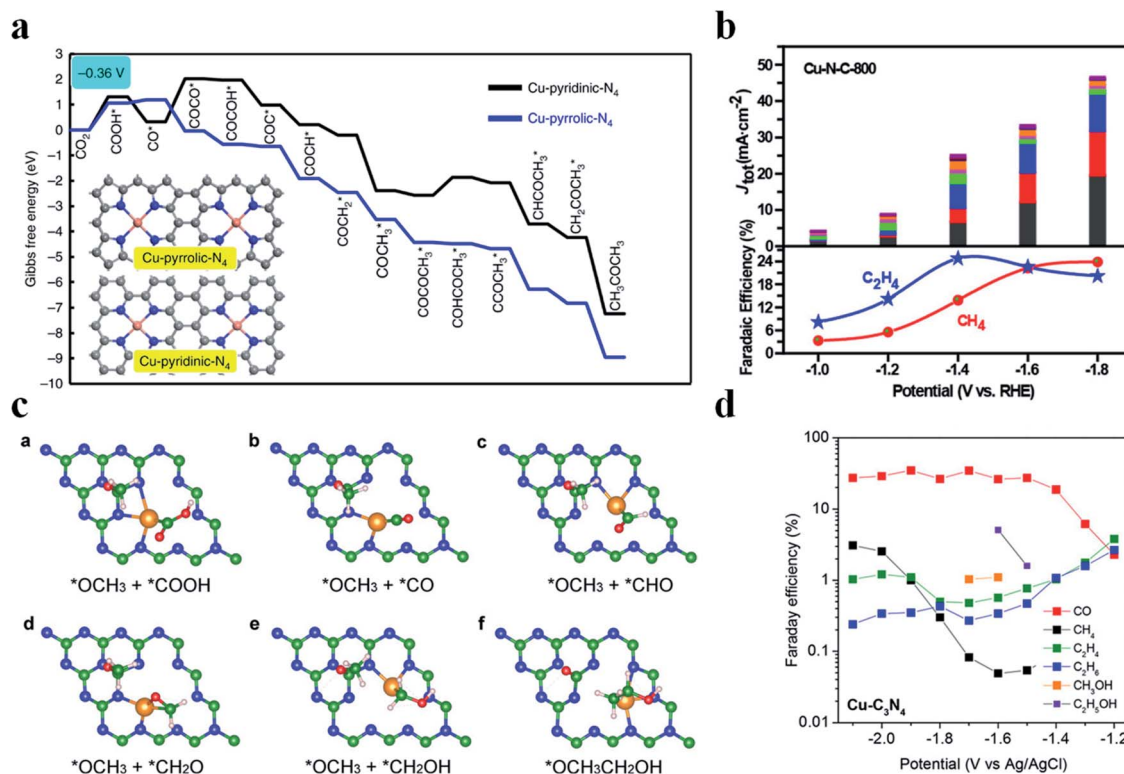 a
3
2
1
0
–1
–2
–3
–4
–5
–6
–7
–8
–9
–10
Gibbs free energy (eV)
–0.36 V
CO2
COOH*
CO*
COCO*
COCOH*
COC*
COCH*
COCH2*
COCH3*
COCOCH3*
COHCOCH3*
CCOCH3*
CHCOCH3*
CH2COCH3*
CH3COCH3
Cu-pyridinic-N4
Cu-pyrrolic-N4
Cu-pyrrolic-N4
Cu-pyridinic-N4
b
Cu-N-C-800
Jtot(mA·cm-2)
50
40
30
20
10
0
Faradaic Efficiency (%)
24
18
12
6
0
C2H4
CH4
-1.0 -1.2 -1.4 -1.6 -1.8
Potential (V vs. RHE)
c
a b c
*OCH3 + *COOH *OCH3 + *CO *OCH3 + *CHO
d e f
*OCH3 + *CH2O *OCH3 + *CH2OH *OCH3CH2OH
d
100
10
1
0.1
0.01
Faraday efficiency (%)
CO
CH4
C2H4
C2H6
CH3OH
C2H5OH
Cu-C3N4
-2.0 -1.8 -1.6 -1.4 -1.2
Potential (V vs Ag/AgCl)